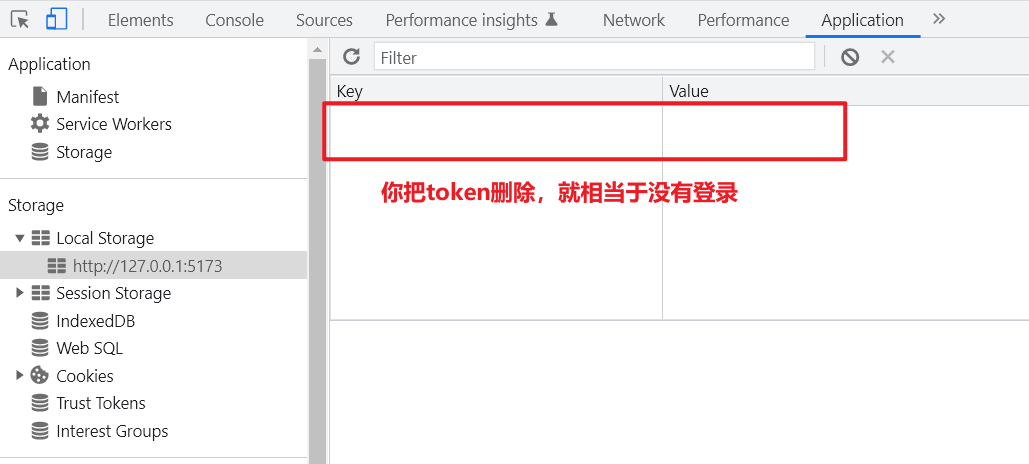 Elements Console Sources Performance insights Network Performance Application »
Application
Manifest
Service Workers
Storage
Storage
Local Storage
http://127.0.0.1:5173
Session Storage
IndexedDB
Web SQL
Cookies
Trust Tokens
Interest Groups
Filter
Key Value
你把token删除，就相当于没有登录